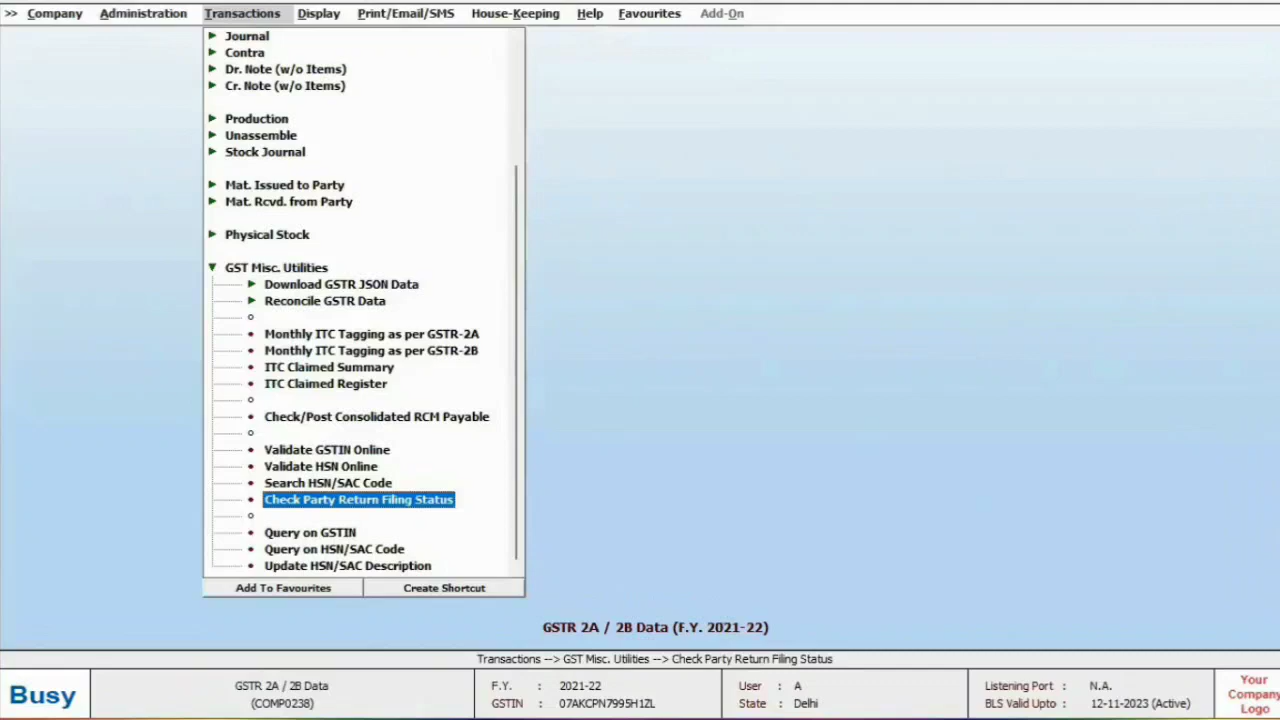 >> Company Administration Transactions Display Print/Email/SMS House-Keeping Help Favourites Add-On
Journal
Contra
Dr. Note (w/o Items)
Cr. Note (w/o Items)
Production
Unassemble
Stock Journal
Mat. Issued to Party
Mat. Rcvd. from Party
Physical Stock
GST Misc. Utilities
Download GSTR JSON Data
Reconcile GSTR Data
Monthly ITC Tagging as per GSTR-2A
Monthly ITC Tagging as per GSTR-2B
ITC Claimed Summary
ITC Claimed Register
Check/Post Consolidated RCM Payable
Validate GSTIN Online
Validate HSN Online
Search HSN/SAC Code
Check Party Return Filing Status
Query on GSTIN
Query on HSN/SAC Code
Update HSN/SAC Description
Add To Favourites Create Shortcut
GSTR 2A / 2B Data (F.Y. 2021-22)
Transactions --> GST Misc. Utilities --> Check Party Return Filing Status
Busy
GSTR 2A / 2B Data
(COMP0238)
F.Y. : 2021-22
GSTIN : 07AKCPN7995H1ZL
User : A
State : Delhi
Listening Port : N.A.
BLS Valid Upto : 12-11-2023 (Active)
Your
Company
Logo